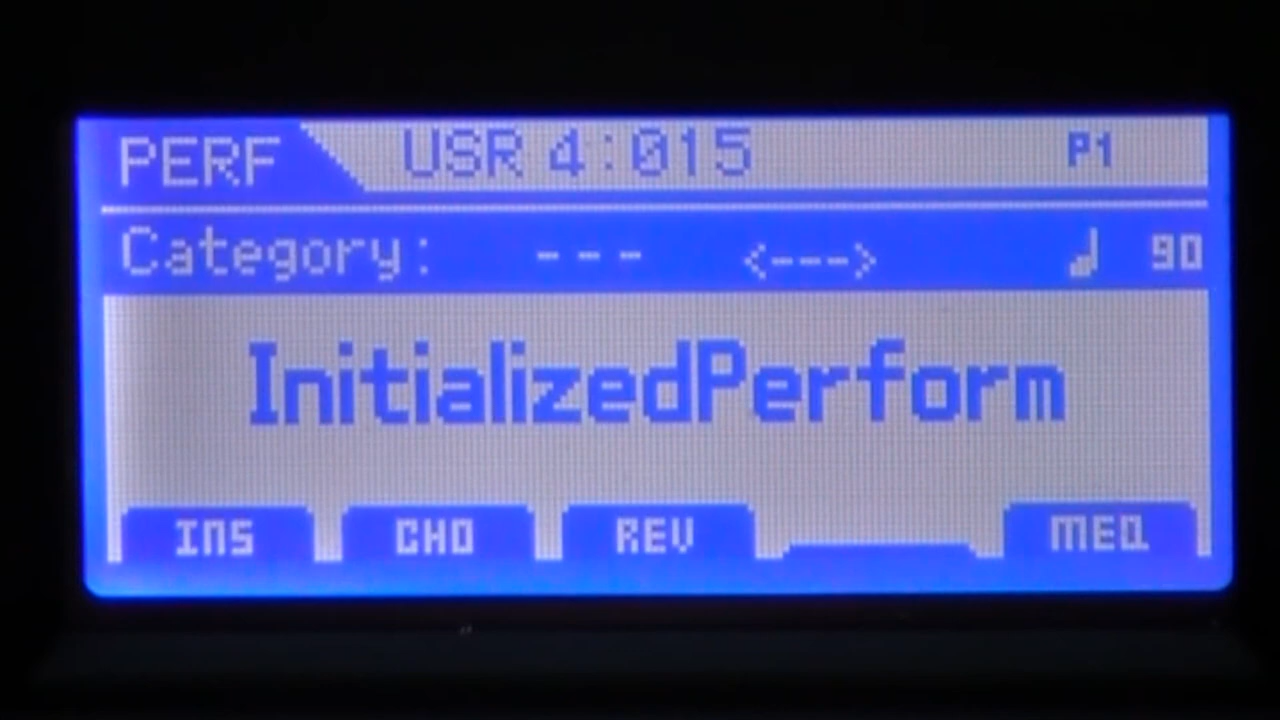 PERF USR 4:015 P1
Category: --- <---> ♩ 90
InitializedPerform
INS CHO REV MEQ